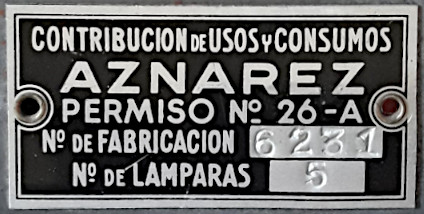 CONTRIBUCION DE USOS Y CONSUMOS
AZNAREZ
PERMISO Nº 26-A
Nº DE FABRICACION 6231
Nº DE LAMPARAS 5